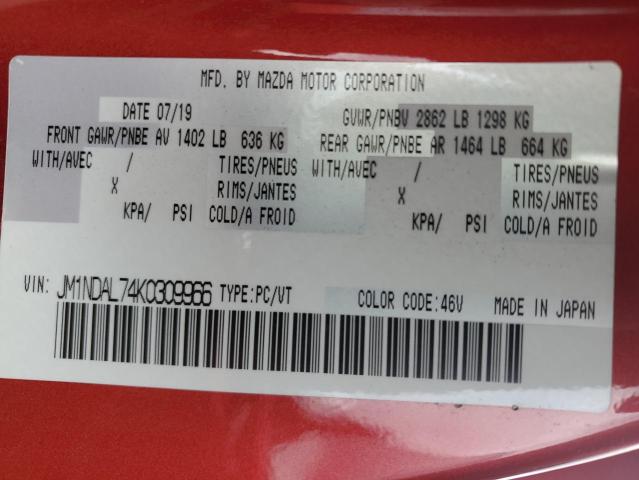 MFD. BY MAZDA MOTOR CORPORATION
DATE 07/19 GVWR/PNBV 2862 LB 1298 KG
FRONT GAWR/PNBE AV 1402 LB 636 KG REAR GAWR/PNBE AR 1464 LB 664 KG
WITH/AVEC / TIRES/PNEUS WITH/AVEC / TIRES/PNEUS
X RIMS/JANTES X RIMS/JANTES
KPA/ PSI COLD/A FROID KPA/ PSI COLD/A FROID
VIN: JM1NDAL74K0309966 TYPE:PC/VT COLOR CODE:46V MADE IN JAPAN